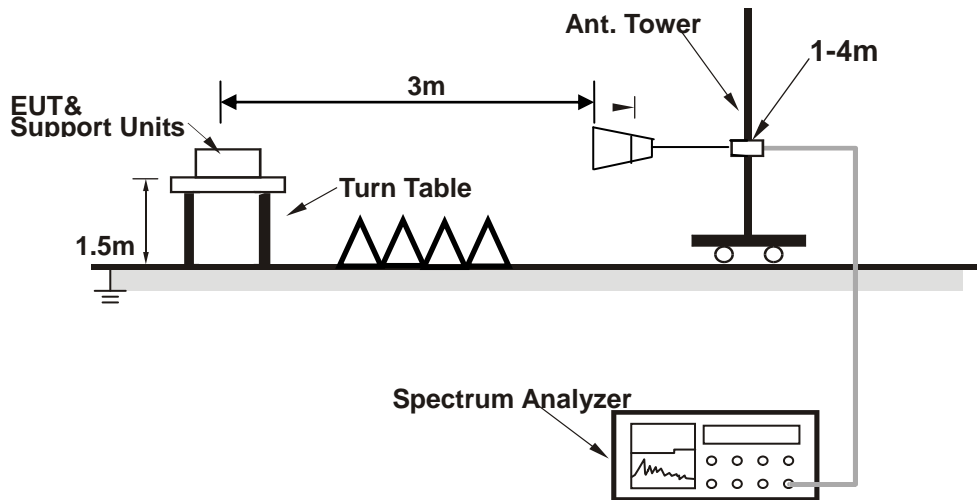 Ant. Tower
1-4m
3m
EUT&
Support Units
Turn Table
1.5m
Spectrum Analyzer